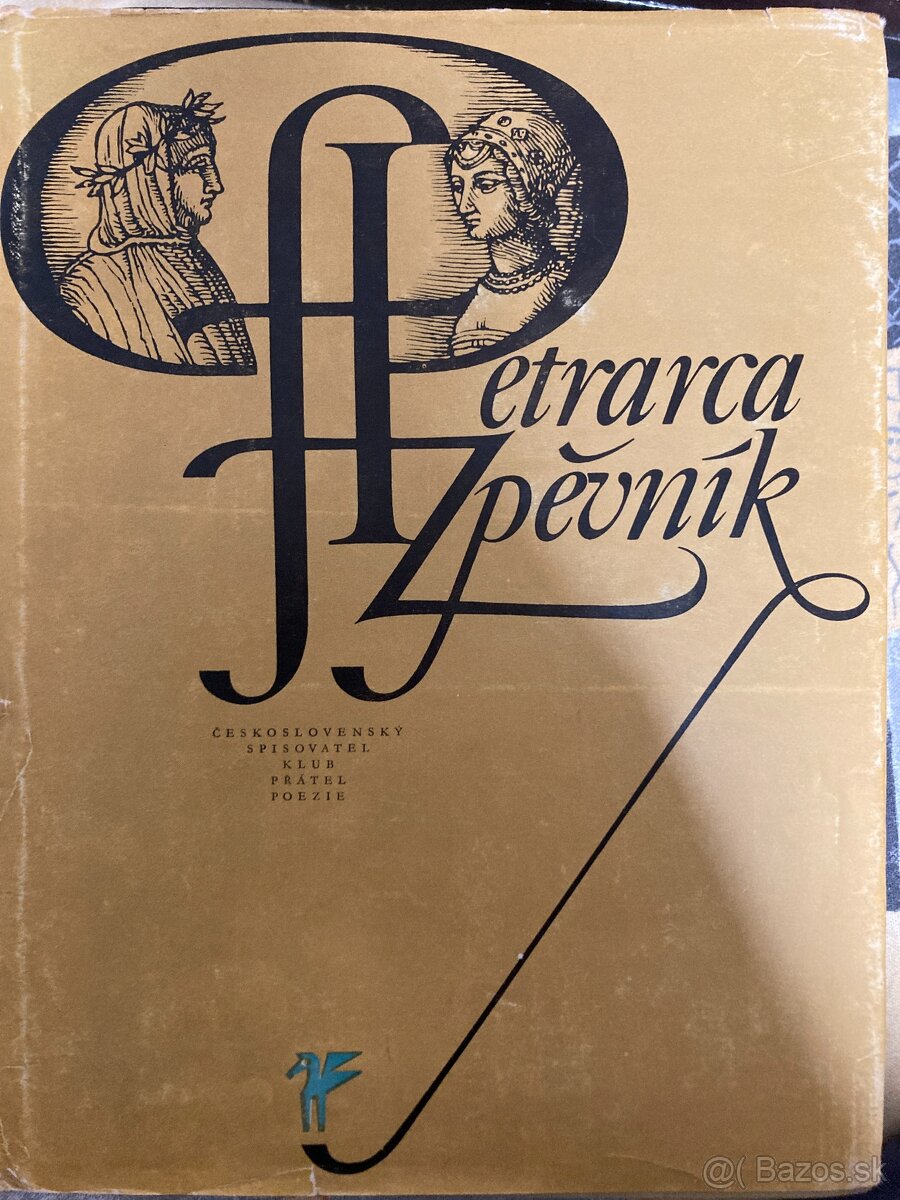 Petrarca
Zpěvník
ČESKOSLOVENSKÝ
SPISOVATEL
KLUB
PŘÁTEL
POEZIE
@( Bazos.sk